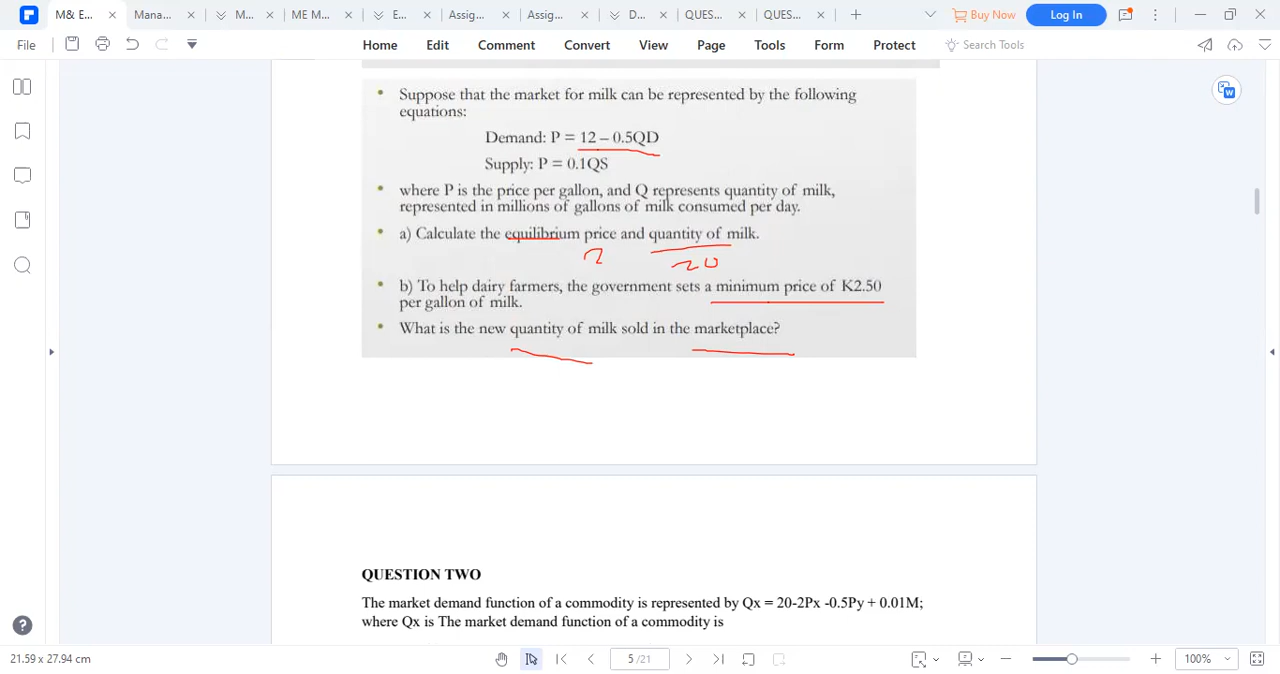 M& E...
Mana...
M...
ME M...
E...
Assig...
Assig...
D...
QUES...
QUES...
Buy Now
Log In
File
Home
Edit
Comment
Convert
View
Page
Tools
Form
Protect
Search Tools
• Suppose that the market for milk can be represented by the following
equations:
Demand: P = 12 – 0.5QD
Supply: P = 0.1QS
• where P is the price per gallon, and Q represents quantity of milk,
represented in millions of gallons of milk consumed per day.
• a) Calculate the equilibrium price and quantity of milk.
2 20
• b) To help dairy farmers, the government sets a minimum price of K2.50
per gallon of milk.
• What is the new quantity of milk sold in the marketplace?
QUESTION TWO
The market demand function of a commodity is represented by Qx = 20-2Px -0.5Py + 0.01M;
where Qx is The market demand function of a commodity is
21.59 x 27.94 cm
5 /21
100%